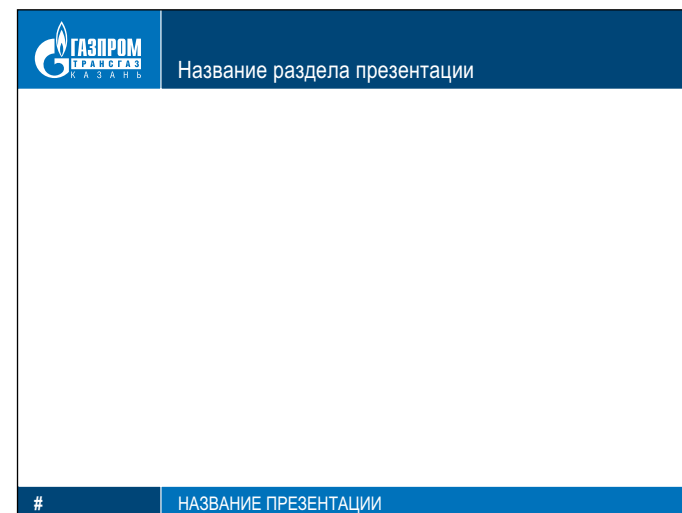 ГАЗПРОМ
ТРАНСГАЗ
КАЗАНЬ
Название раздела презентации
#
НАЗВАНИЕ ПРЕЗЕНТАЦИИ